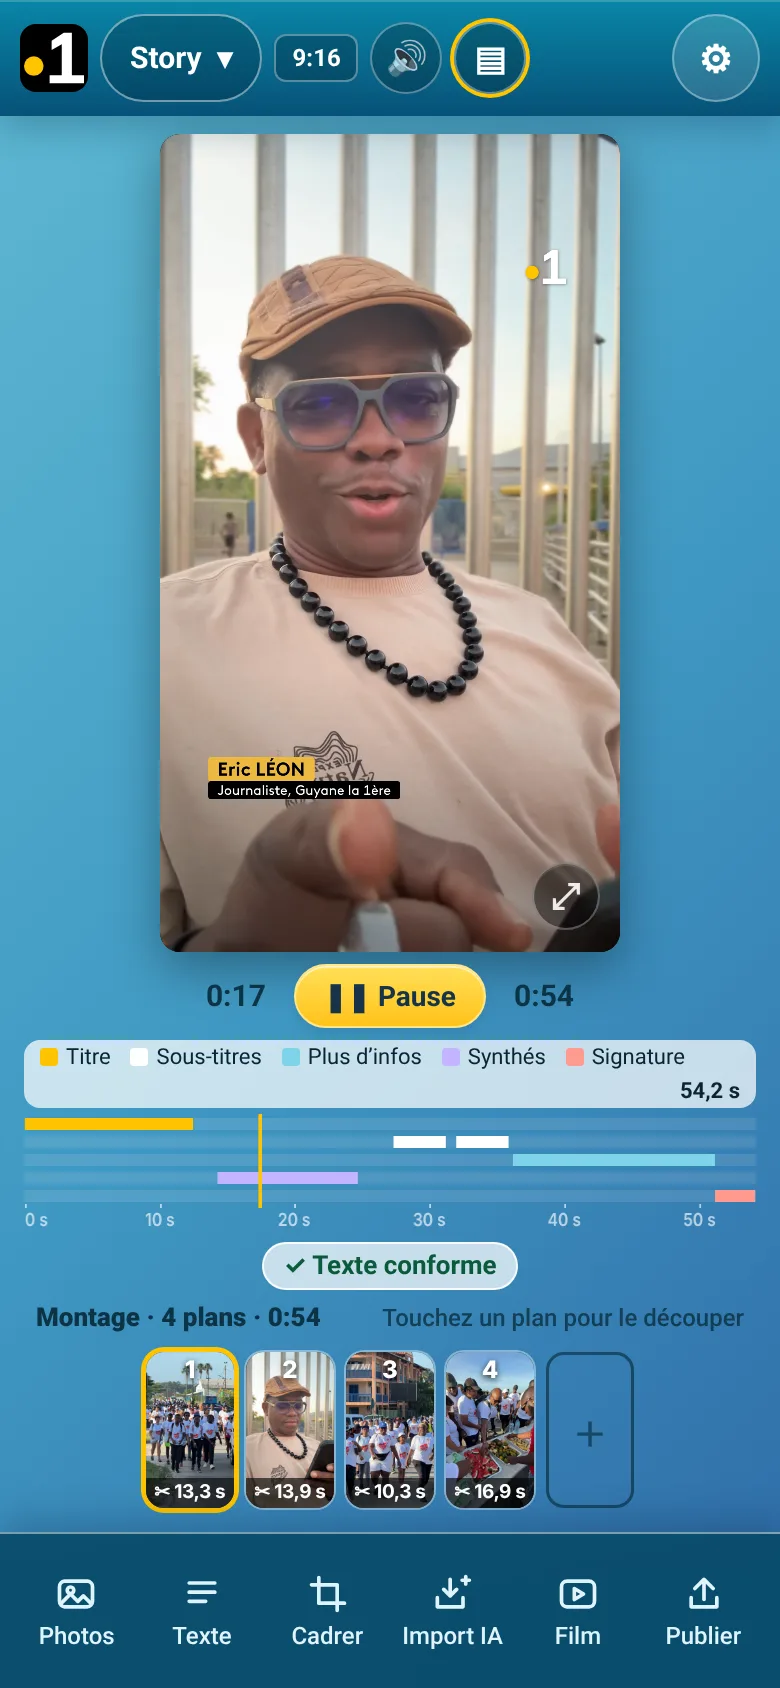 1
Story ▼
9:16
1
Eric LÉON
Journaliste, Guyane la 1ère
0:17
Pause
0:54
Titre
Sous-titres
Plus d’infos
Synthés
Signature
54,2 s
0 s
10 s
20 s
30 s
40 s
50 s
✓ Texte conforme
Montage · 4 plans · 0:54
Touchez un plan pour le découper
1
2
3
4
✂ 13,3 s
✂ 13,9 s
✂ 10,3 s
✂ 16,9 s
+
Photos
Texte
Cadrer
Import IA
Film
Publier